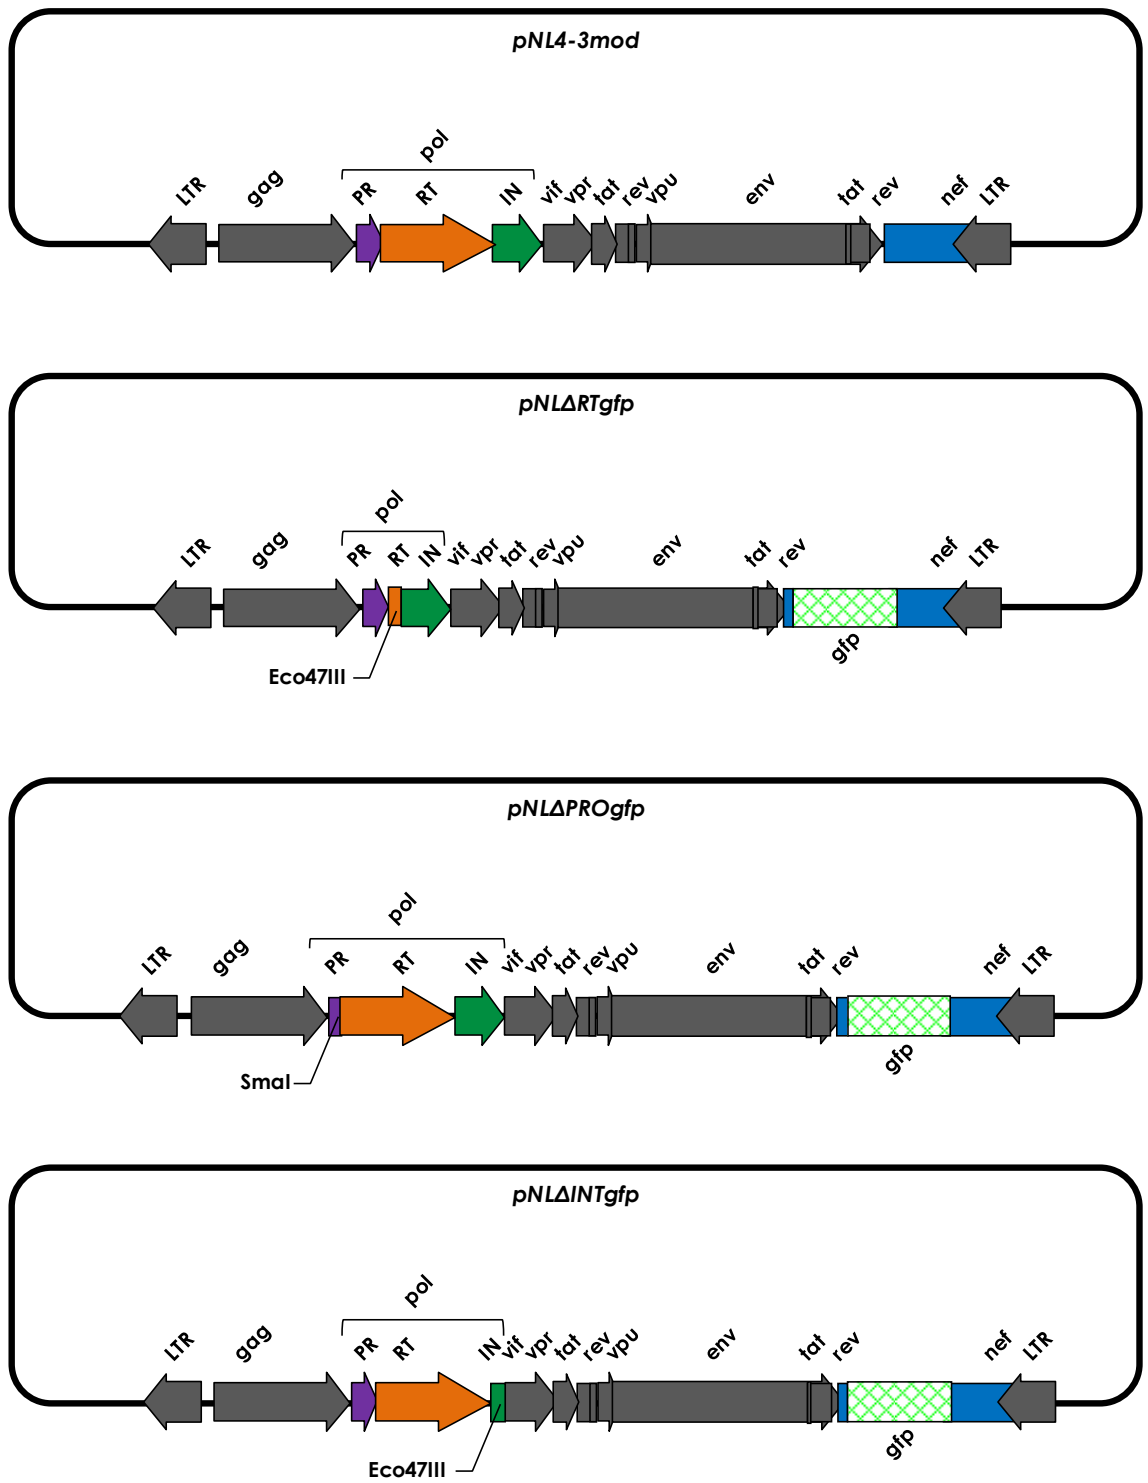 pNL4-3mod
pol
LTR gag PR RT IN vif vpr tat rev vpu env tat rev nef LTR
pNLΔRTgfp
pol
LTR gag PR RT IN vif vpr tat rev vpu env tat rev nef LTR
gfp
Eco47III
pNLΔPROgfp
pol
LTR gag PR RT IN vif vpr tat rev vpu env tat rev nef LTR
gfp
SmaI
pNLΔINTgfp
pol
LTR gag PR RT IN vif vpr tat rev vpu env tat rev nef LTR
gfp
Eco47III